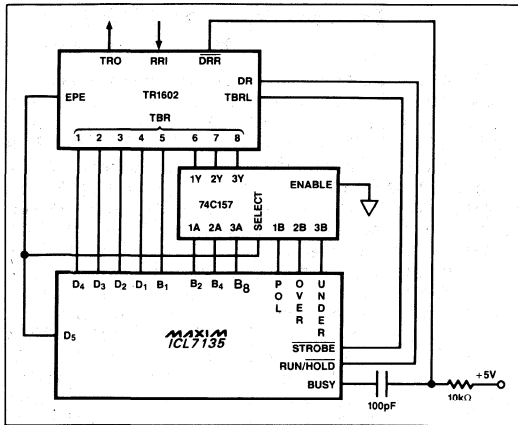 TRO RRI DRR
DR
EPE TR1602 TBRL
TBR
1 2 3 4 5 6 7 8
1Y 2Y 3Y
ENABLE
74C157
SELECT
1A 2A 3A 1B 2B 3B
D4 D3 D2 D1 B1 B2 B4 B8 POL OVER UNDER
D5
MAXIM
ICL7135
STROBE
RUN/HOLD
BUSY
+5V
100pF 10kΩ